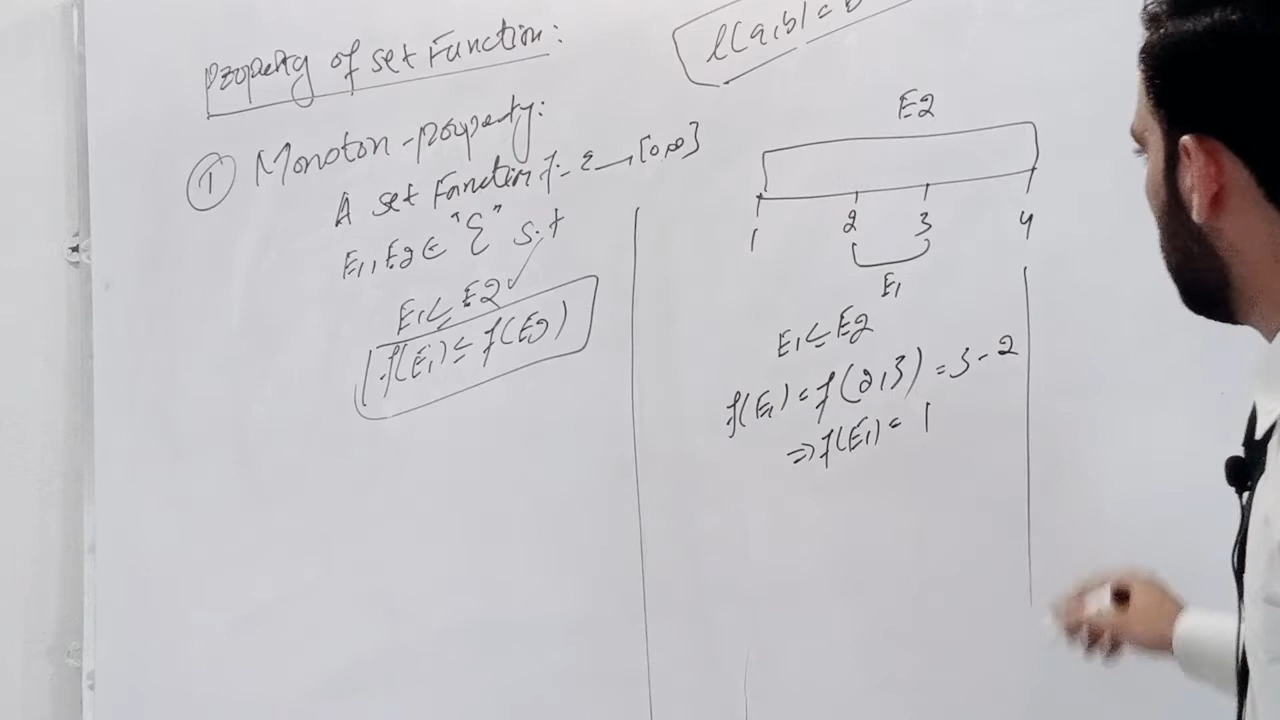 Property of set Function:
① Monoton-property:
A set Function f:- ℰ → [0,∞]
E1, E2 ∈ "ℰ" s.t
E1 ⊆ E2 ✓
f(E1) ≤ f(E2)
l(a,b) =
E2
1 2 3 4
E1
E1 ⊆ E2
f(E1) = f(2,3) = 3-2
⇒ f(E1) = 1